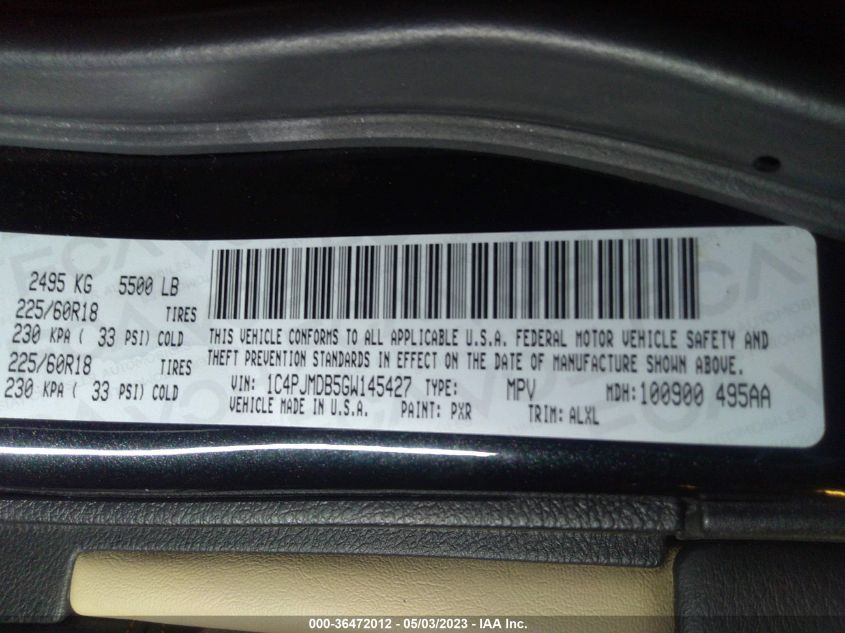 2495 KG 5500 LB
225/60R18 TIRES
230 KPA ( 33 PSI) COLD
225/60R18 TIRES
230 KPA ( 33 PSI) COLD
THIS VEHICLE CONFORMS TO ALL APPLICABLE U.S.A. FEDERAL MOTOR VEHICLE SAFETY AND
THEFT PREVENTION STANDARDS IN EFFECT ON THE DATE OF MANUFACTURE SHOWN ABOVE.
VIN: 1C4PJMDB5GW145427 TYPE: MPV MDH:100900 495AA
VEHICLE MADE IN U.S.A. PAINT: PXR TRIM: ALXL
000-36472012 - 05/03/2023 - IAA Inc.